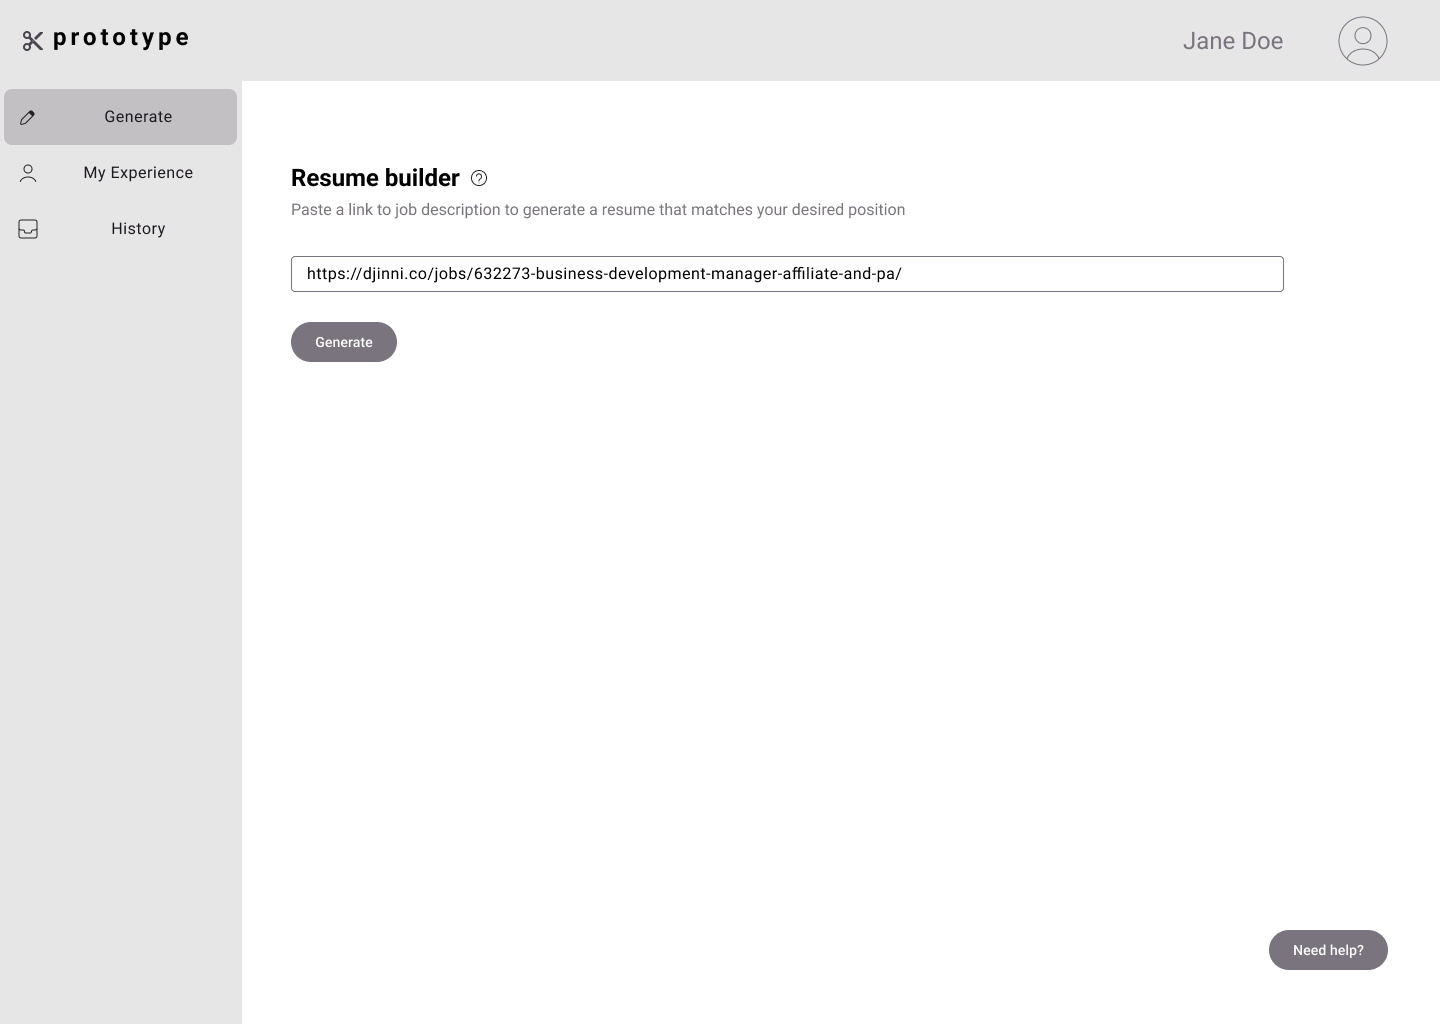 prototype
Jane Doe
Generate
My Experience
History
Resume builder
Paste a link to job description to generate a resume that matches your desired position
https://djinni.co/jobs/632273-business-development-manager-affiliate-and-pa/
Generate
Need help?